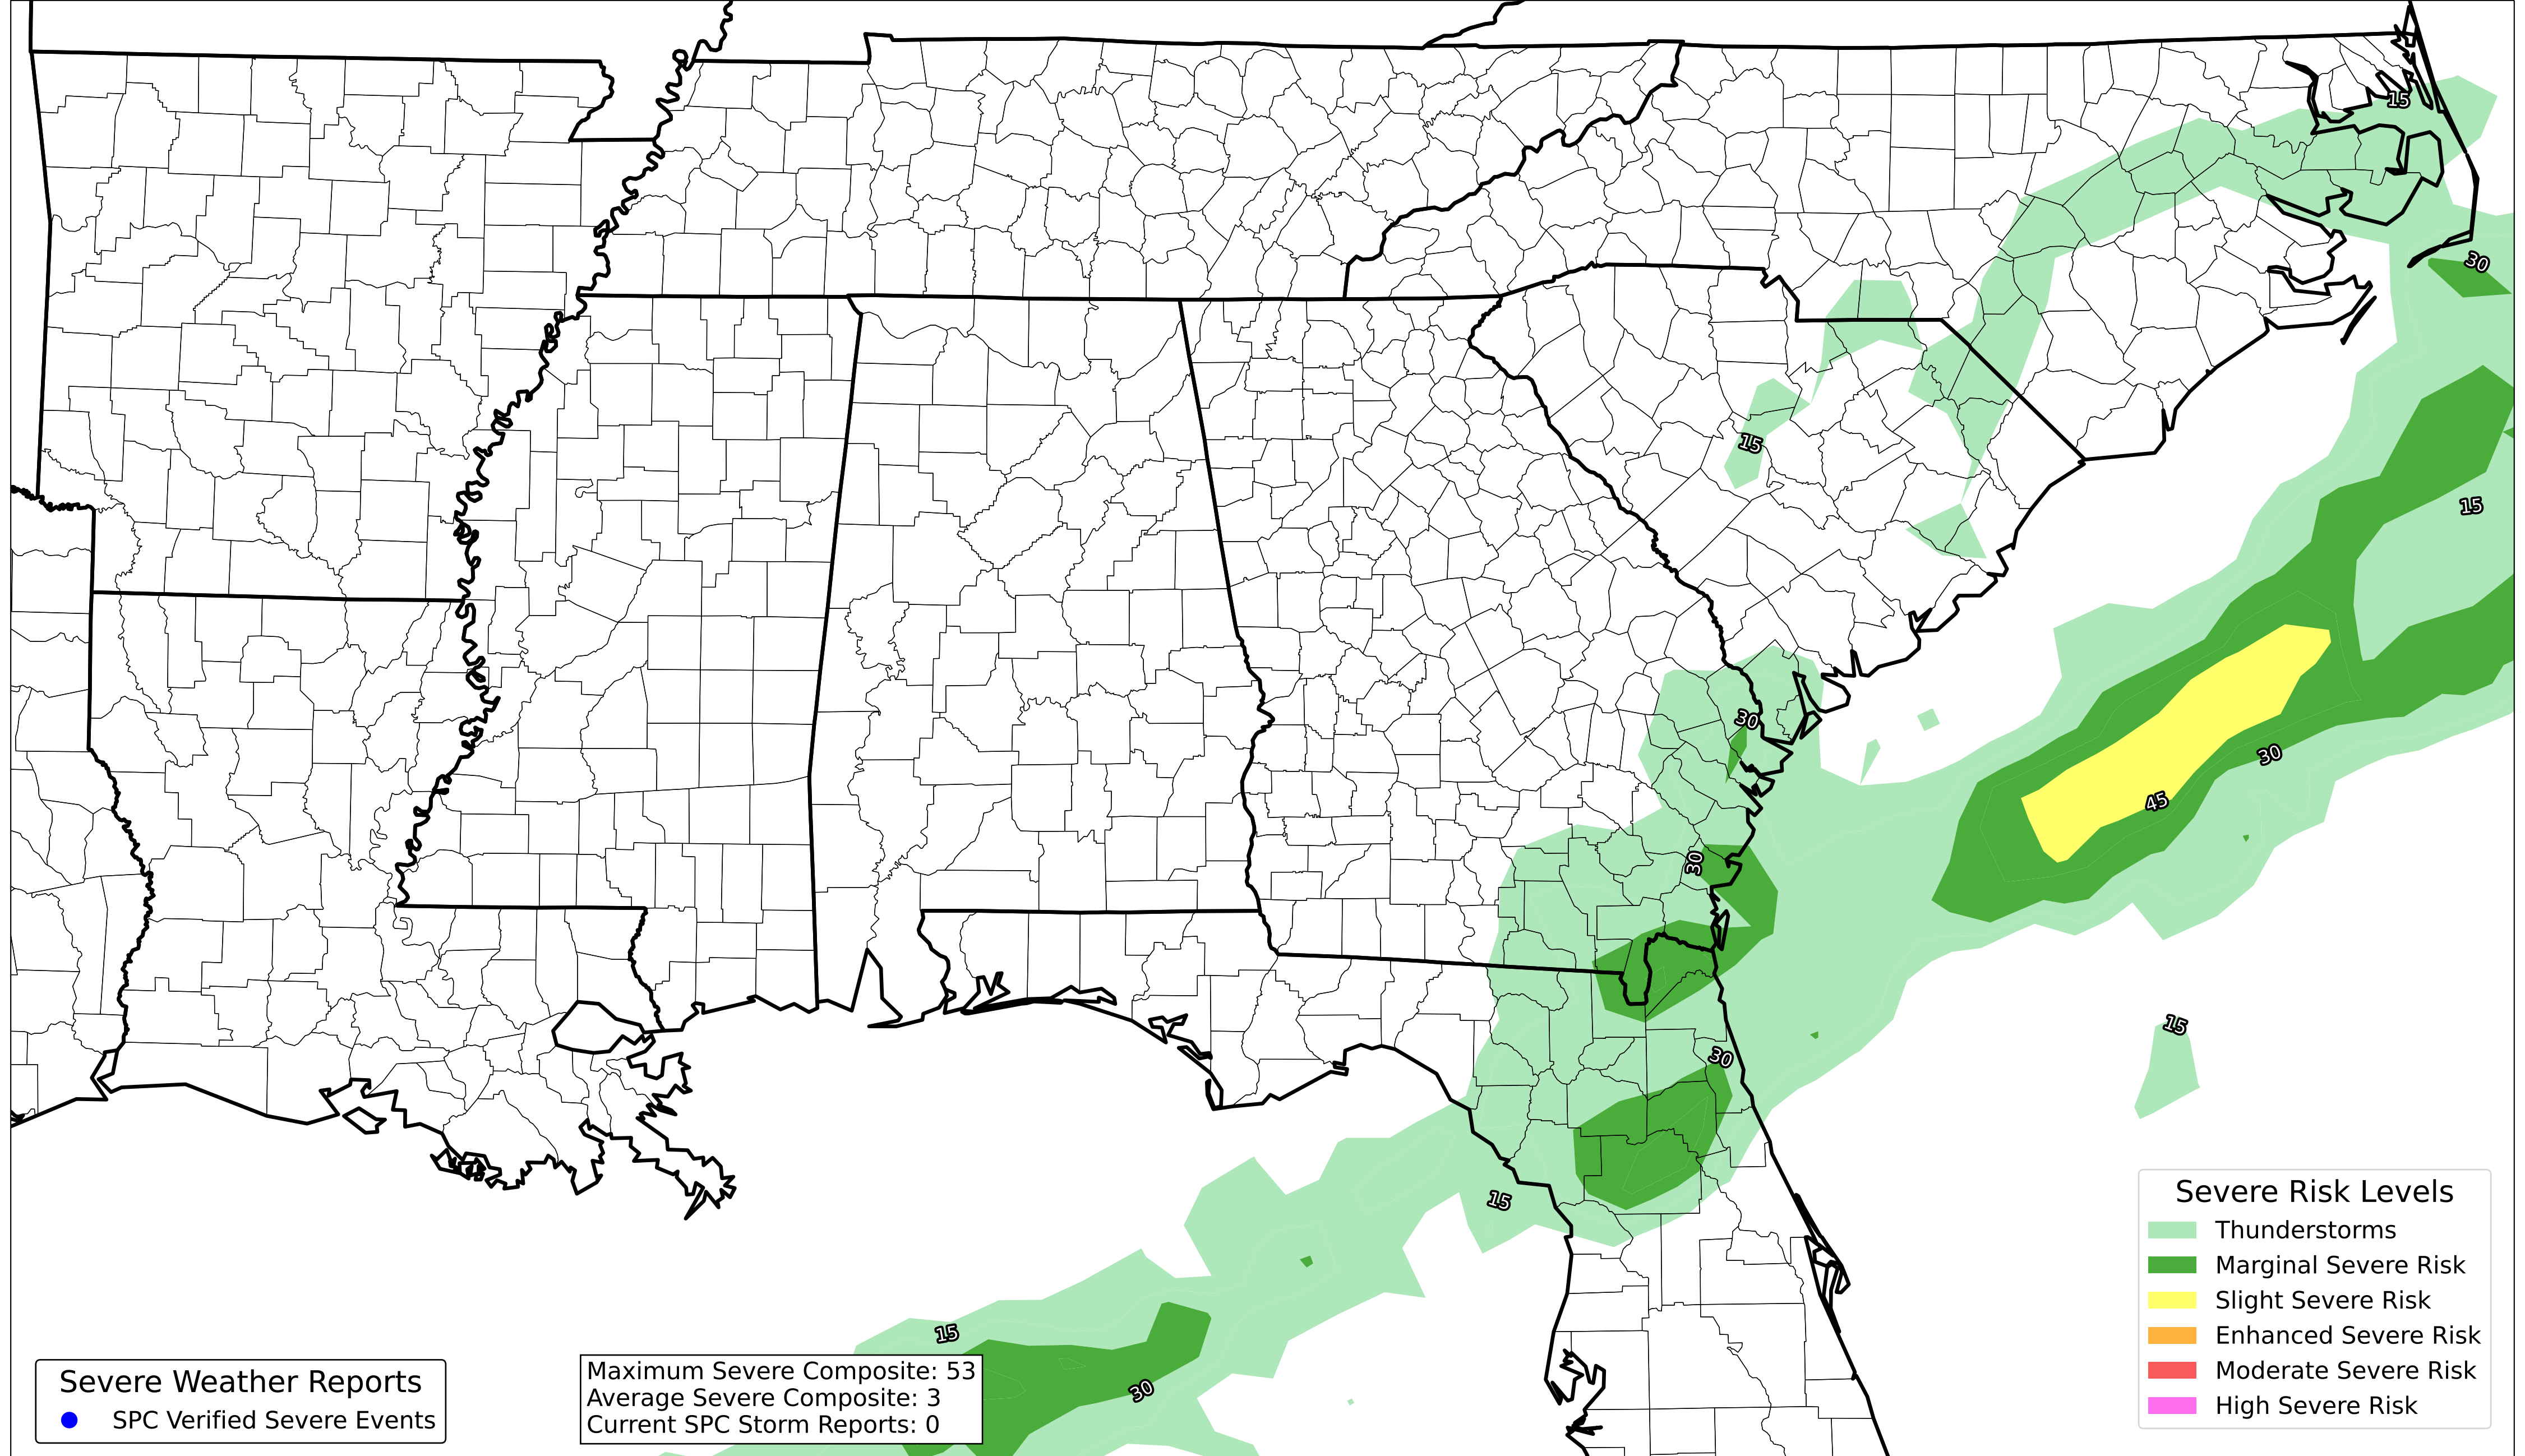 15
30
15
15
30
45
30
30
15
30
15
15
30
Severe Weather Reports
SPC Verified Severe Events
Maximum Severe Composite: 53
Average Severe Composite: 3
Current SPC Storm Reports: 0
Severe Risk Levels
Thunderstorms
Marginal Severe Risk
Slight Severe Risk
Enhanced Severe Risk
Moderate Severe Risk
High Severe Risk